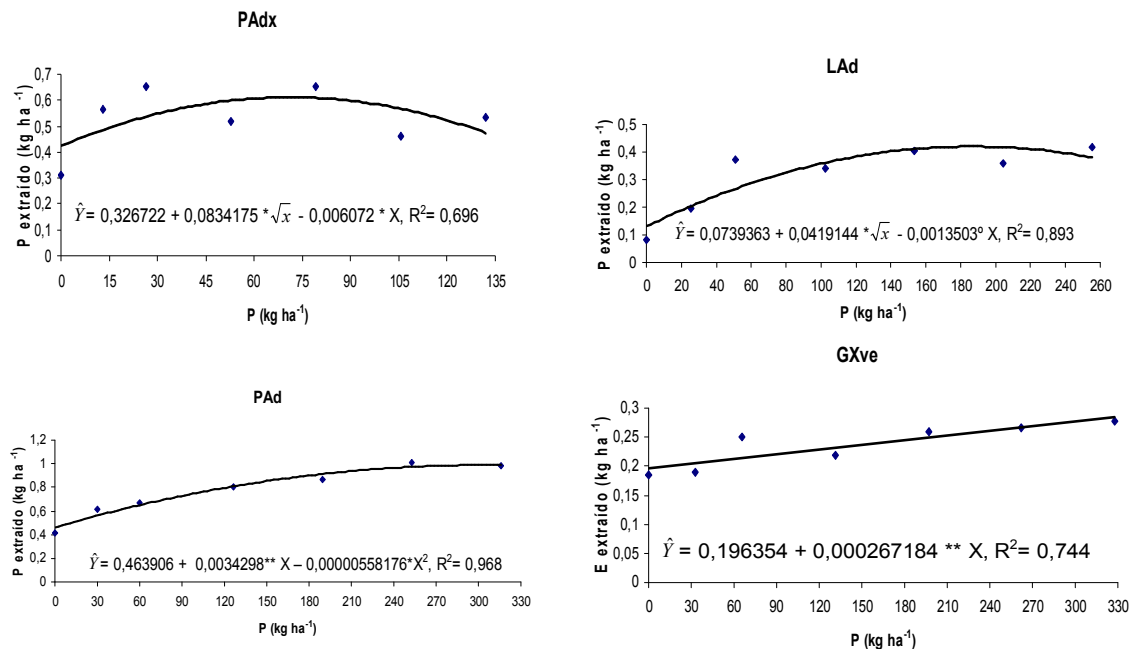 PAdx
P extraído (kg ha⁻¹)
0,7
0,6
0,5
0,4
0,3
0,2
0,1
0
Ŷ = 0,326722 + 0,0834175 *√x - 0,006072 * X, R²= 0,696
0 15 30 45 60 75 90 105 120 135
P (kg ha⁻¹)
LAd
P extraído (kg ha⁻¹)
0,5
0,4
0,3
0,2
0,1
0
Ŷ = 0,0739363 + 0,0419144 *√x - 0,0013503º X, R²= 0,893
0 20 40 60 80 100 120 140 160 180 200 220 240 260
P (kg ha⁻¹)
PAd
P extraído (kg ha⁻¹)
1,2
1
0,8
0,6
0,4
0,2
0
Ŷ = 0,463906 + 0,0034298** X – 0,00000558176*X², R²= 0,968
0 30 60 90 120 150 180 210 240 270 300 330
P (kg ha⁻¹)
GXve
E extraído (kg ha⁻¹)
0,3
0,25
0,2
0,15
0,1
0,05
0
Ŷ = 0,196354 + 0,000267184 ** X, R²= 0,744
0 30 60 90 120 150 180 210 240 270 300 330
P (kg ha⁻¹)